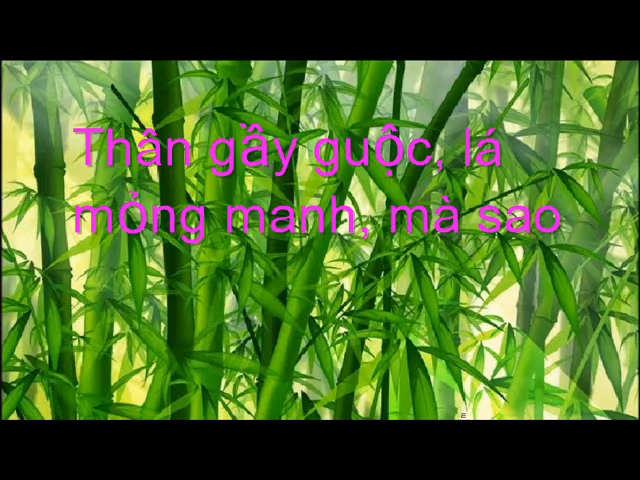 Thân gầy guộc, lá
mỏng manh, mà sao